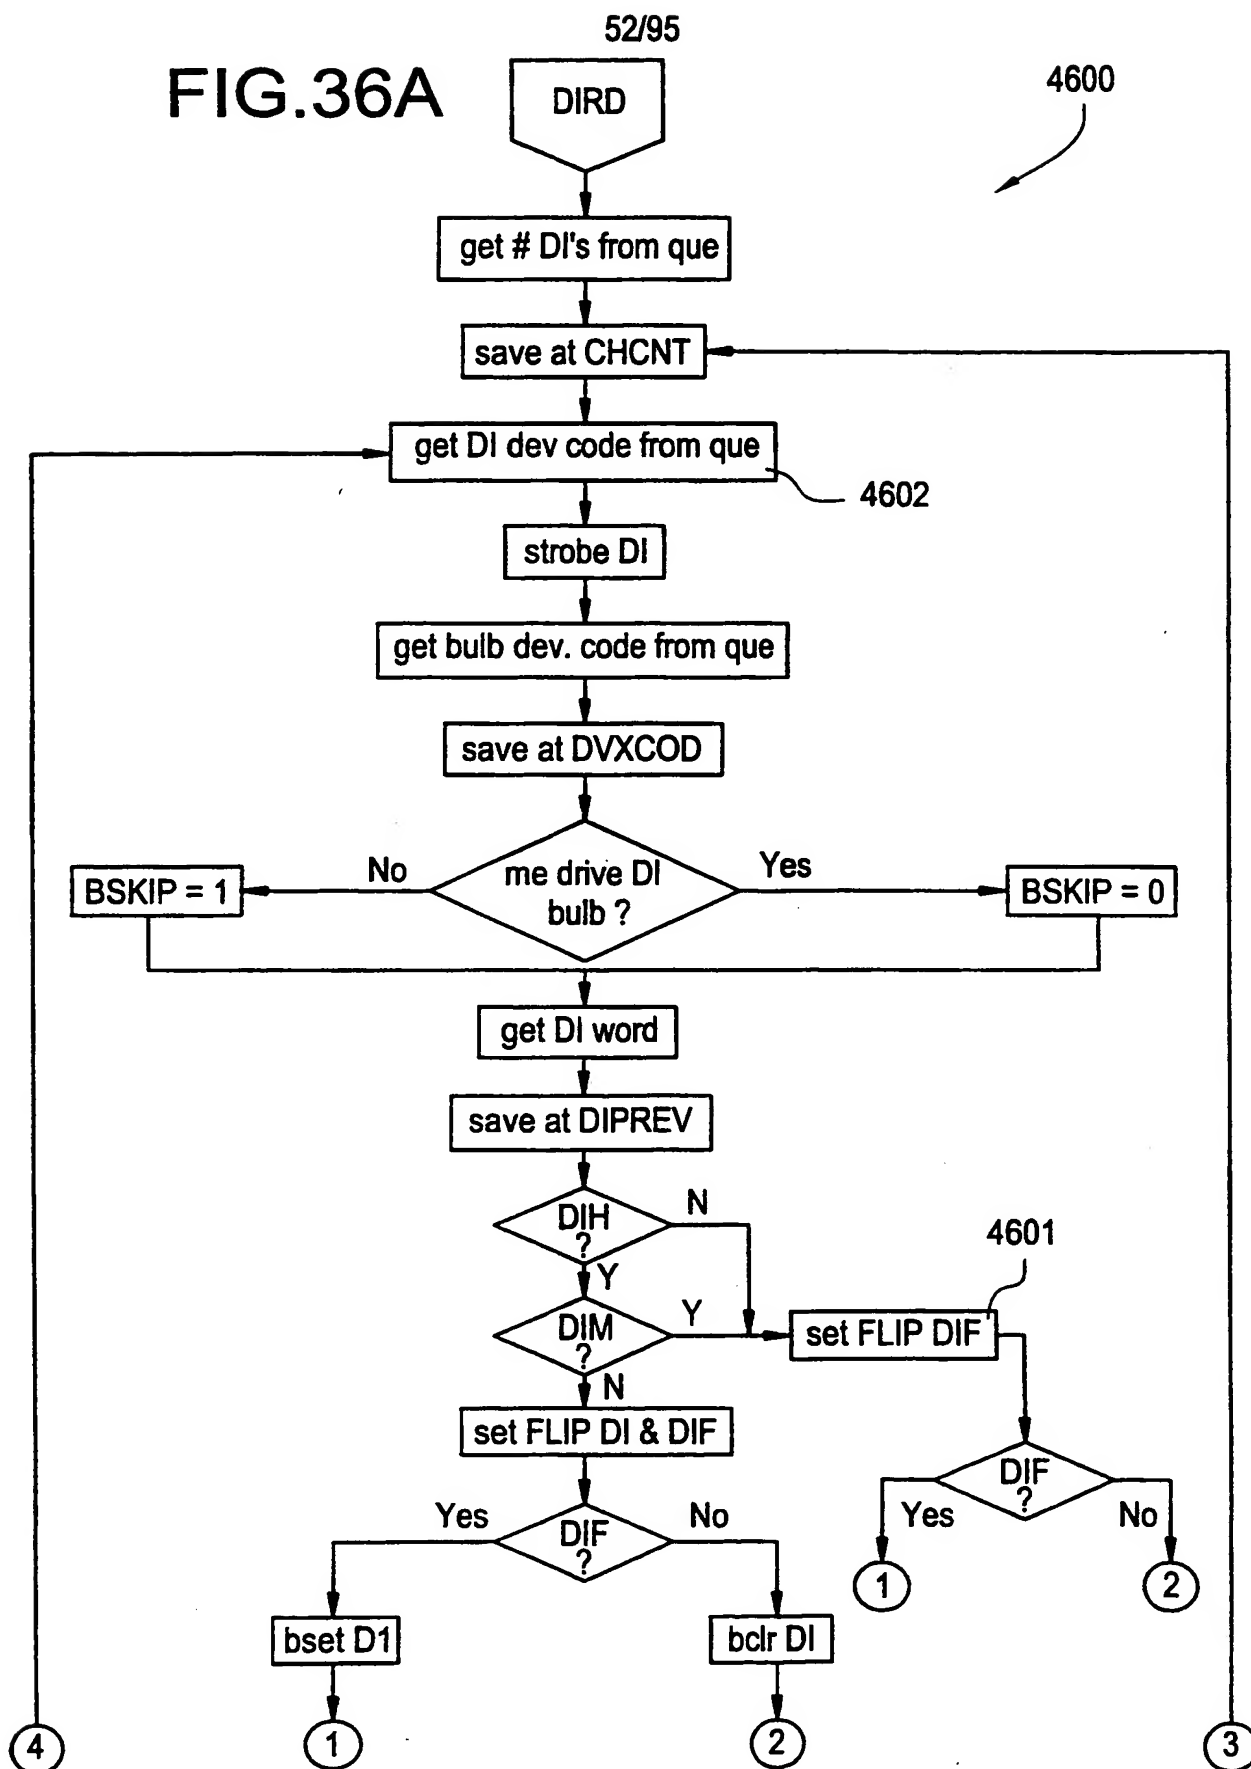 52/95
FIG.36A
DIRD
4600
get # DI's from que
save at CHCNT
get DI dev code from que
4602
strobe DI
get bulb dev. code from que
save at DVXCOD
No
me drive DI
bulb ?
Yes
BSKIP = 1
BSKIP = 0
get DI word
save at DIPREV
DIH
?
N
Y
4601
DIM
?
Y
set FLIP DIF
N
set FLIP DI & DIF
DIF
?
Yes
No
Yes
DIF
?
No
1
2
bset D1
bclr DI
4
1
2
3